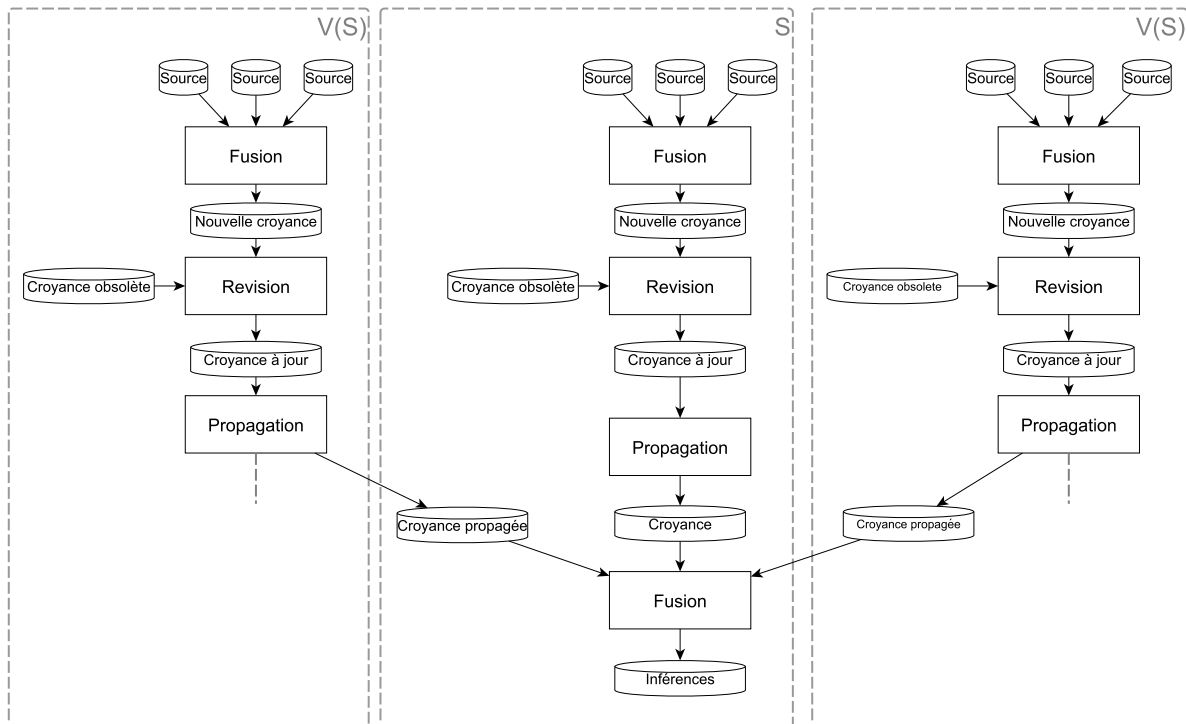 V(S)
S
V(S)
Source
Source
Source
Source
Source
Source
Source
Source
Source
Fusion
Fusion
Fusion
Nouvelle croyance
Nouvelle croyance
Nouvelle croyance
Croyance obsolète
Revision
Croyance obsolète
Revision
Croyance obsolete
Revision
Croyance à jour
Croyance à jour
Croyance à jour
Propagation
Propagation
Propagation
Croyance propagée
Croyance
Croyance propagée
Fusion
Inférences